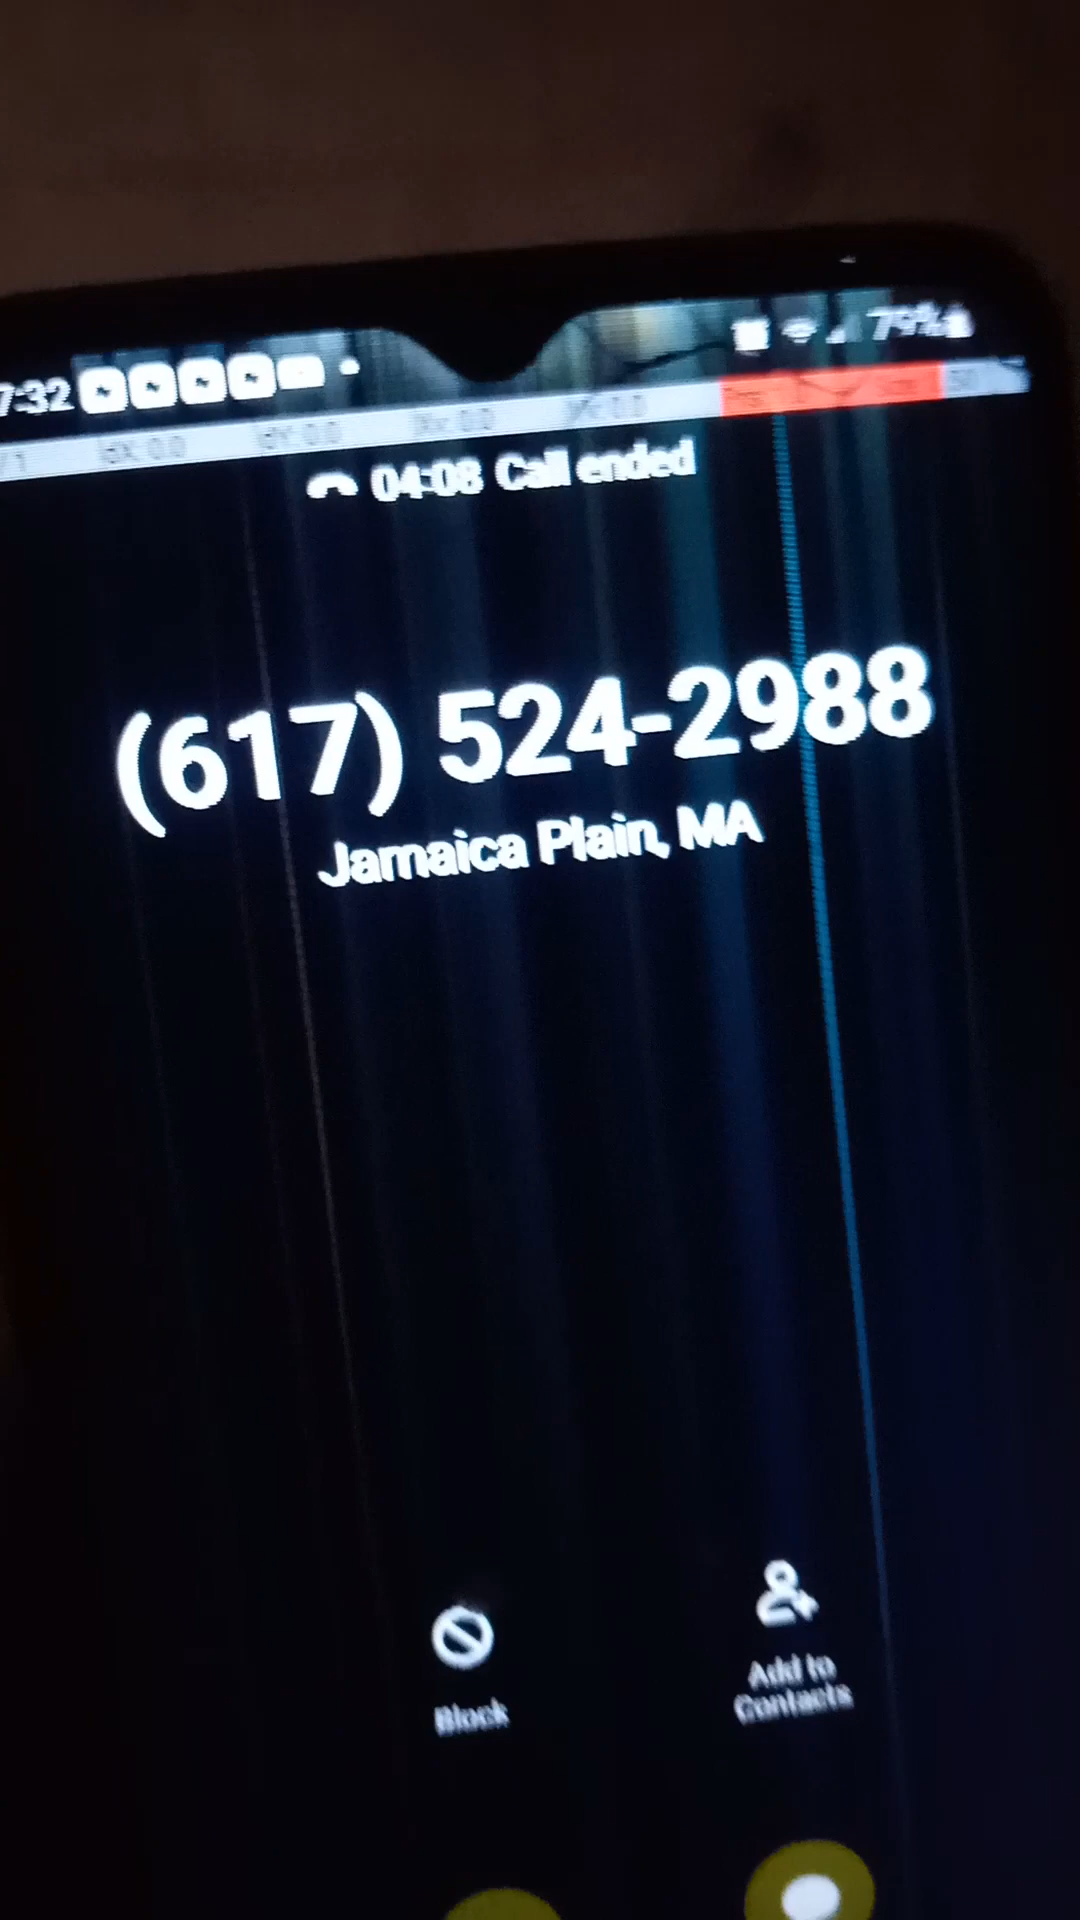 7:32 79%
04:08 Call ended
(617) 524-2988
Jamaica Plain, MA
Block
Add to
Contacts